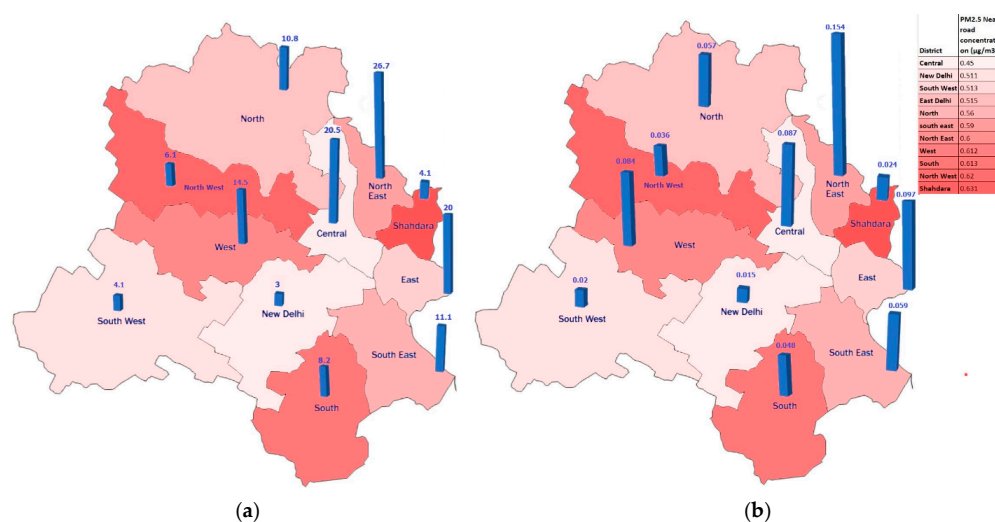 10.8
26.7
20.5
North
6.1
North West
14.5
North
East
4.1
Shahdara
20
West
Central
East
4.1
South West
3
New Delhi
11.1
South East
8.2
South
(a)
0.154
0.057
North
0.087
0.036
North West
0.084
North
East
0.024
Shahdara
0.097
West
Central
East
0.02
South West
0.015
New Delhi
0.059
South East
0.048
South
(b)
PM2.5 Nea
road
concentrat
District on (µg/m3
Central 0.45
New Delhi 0.511
South West 0.513
East Delhi 0.515
North 0.56
south east 0.59
North East 0.6
West 0.612
South 0.613
North West 0.62
Shahdara 0.631